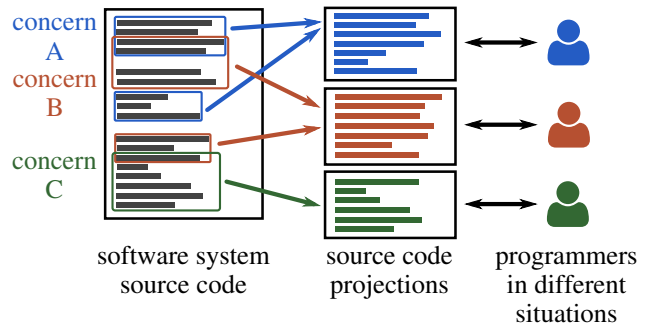 concern
A
concern
B
concern
C
software system
source code
source code
projections
programmers
in different
situations